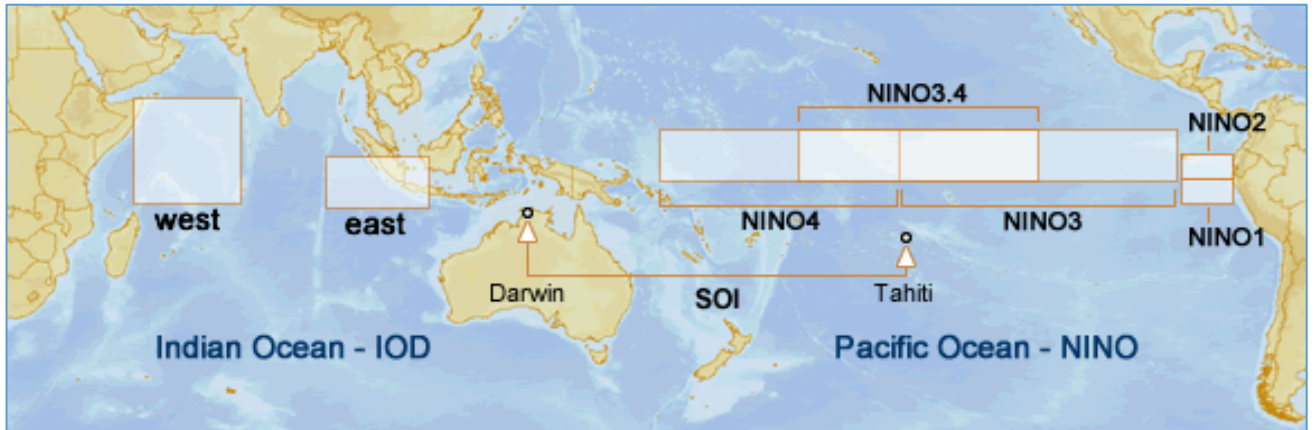 NINO3.4
NINO2
west
east
NINO4
NINO3
NINO1
Darwin
SOI
Tahiti
Indian Ocean - IOD
Pacific Ocean - NINO